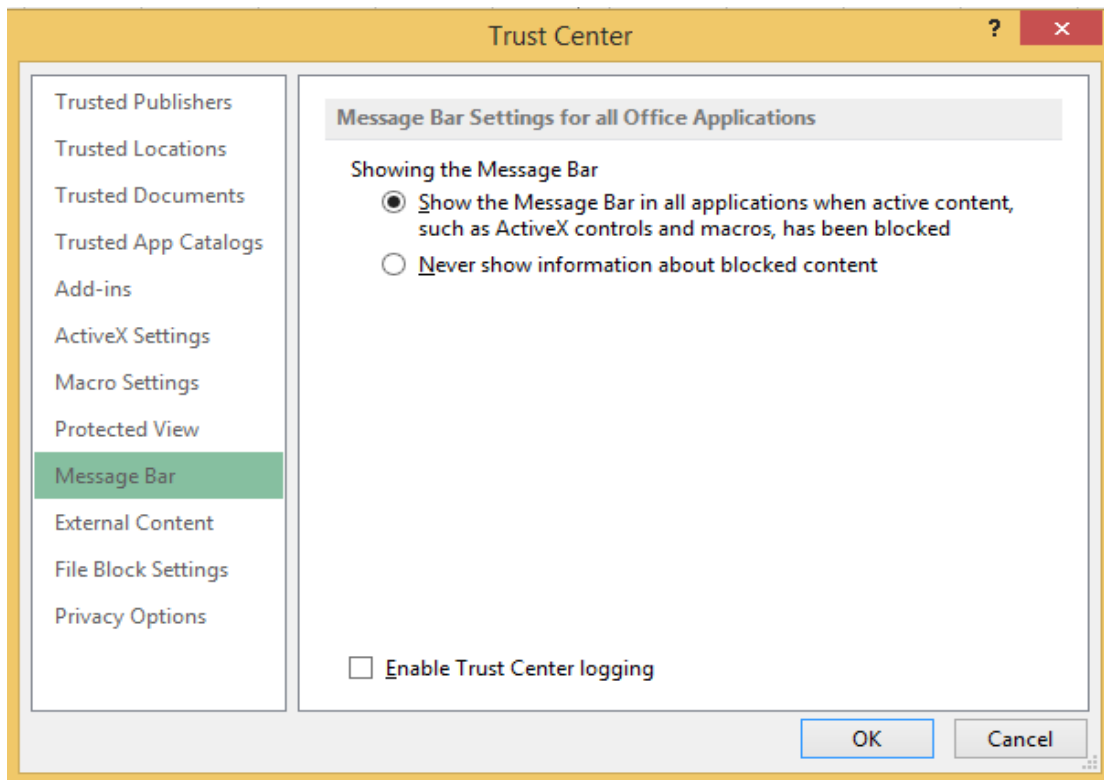 Trust Center
?
Trusted Publishers
Trusted Locations
Trusted Documents
Trusted App Catalogs
Add-ins
ActiveX Settings
Macro Settings
Protected View
Message Bar
External Content
File Block Settings
Privacy Options
Message Bar Settings for all Office Applications
Showing the Message Bar
Show the Message Bar in all applications when active content,
such as ActiveX controls and macros, has been blocked
Never show information about blocked content
Enable Trust Center logging
OK
Cancel